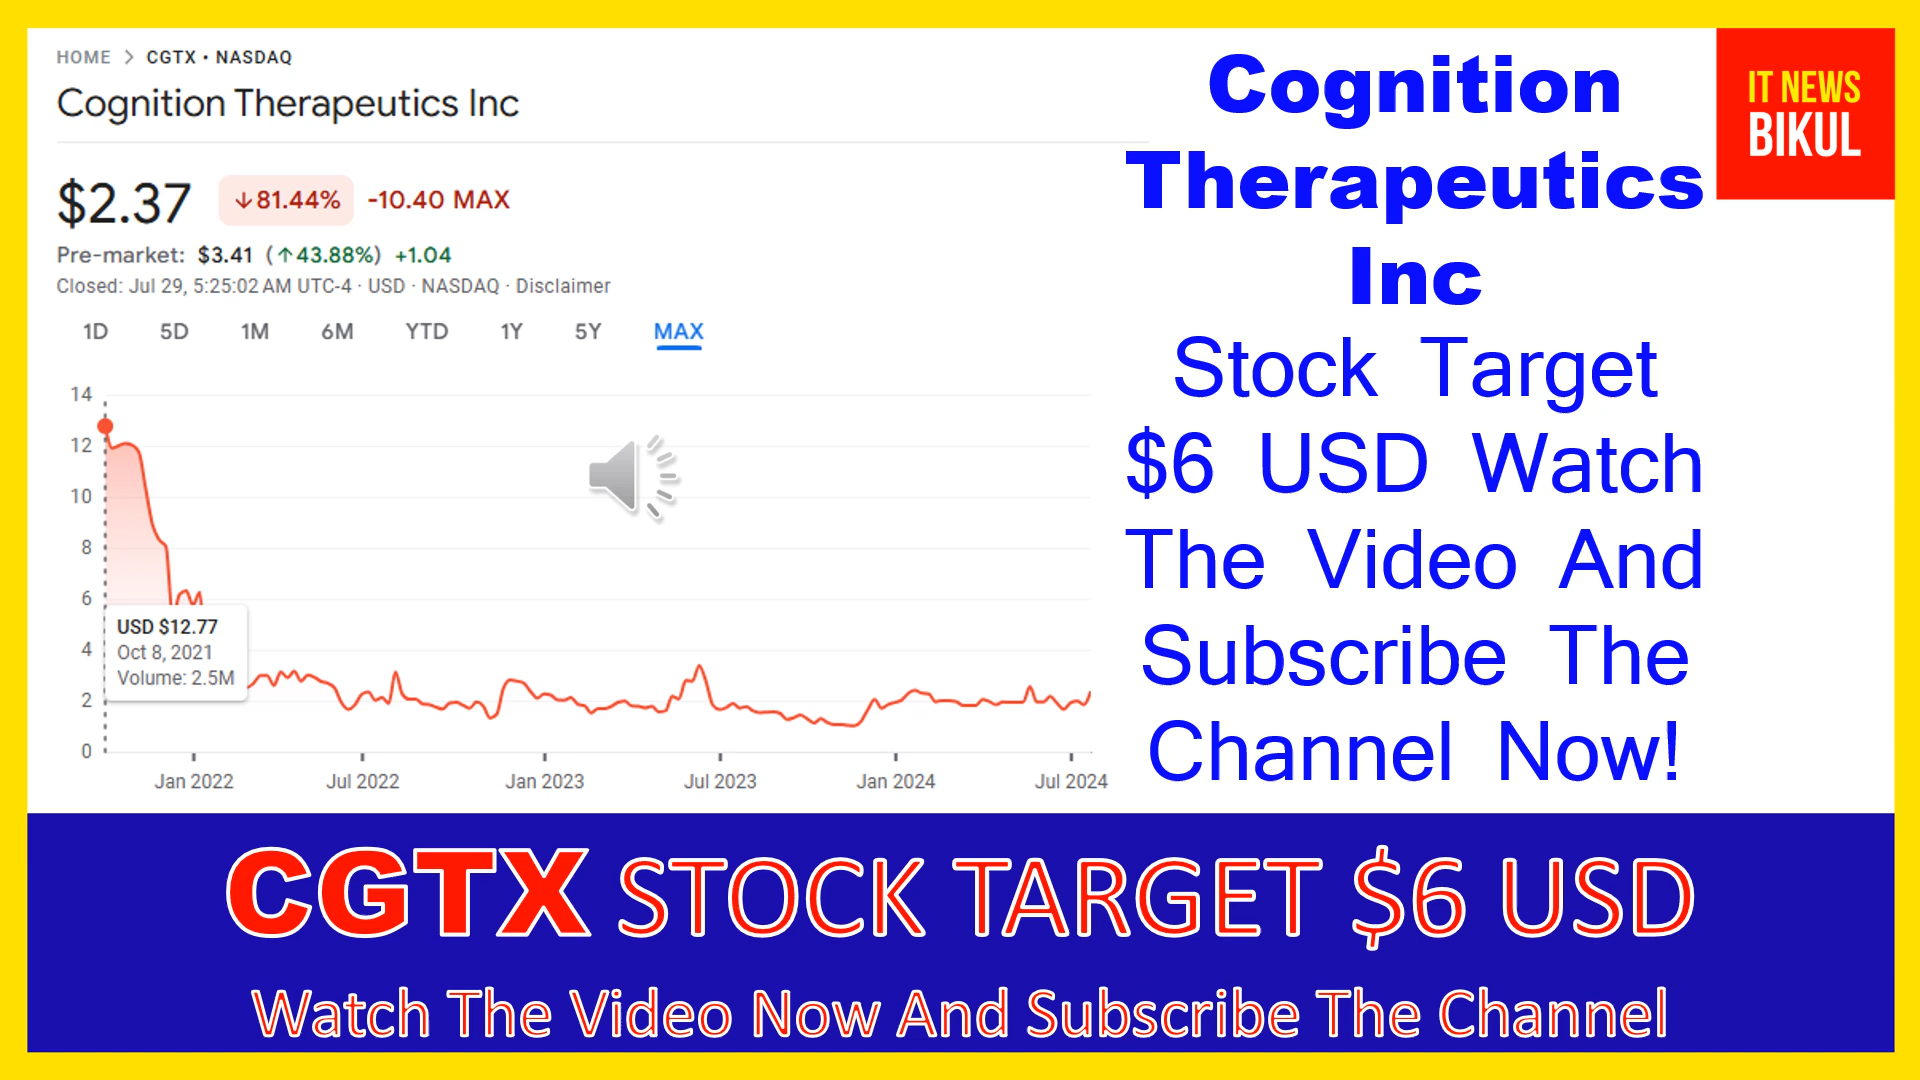 HOME > CGTX • NASDAQ
Cognition Therapeutics Inc
$2.37 ↓81.44% -10.40 MAX
Pre-market: $3.41 (↑43.88%) +1.04
Closed: Jul 29, 5:25:02 AM UTC-4 · USD · NASDAQ · Disclaimer
1D 5D 1M 6M YTD 1Y 5Y MAX
14
12
10
8
6
4
2
0
USD $12.77
Oct 8, 2021
Volume: 2.5M
Jan 2022 Jul 2022 Jan 2023 Jul 2023 Jan 2024 Jul 2024
Cognition
Therapeutics
Inc
Stock Target
$6 USD Watch
The Video And
Subscribe The
Channel Now!
IT NEWS
BIKUL
CGTX STOCK TARGET $6 USD
Watch The Video Now And Subscribe The Channel